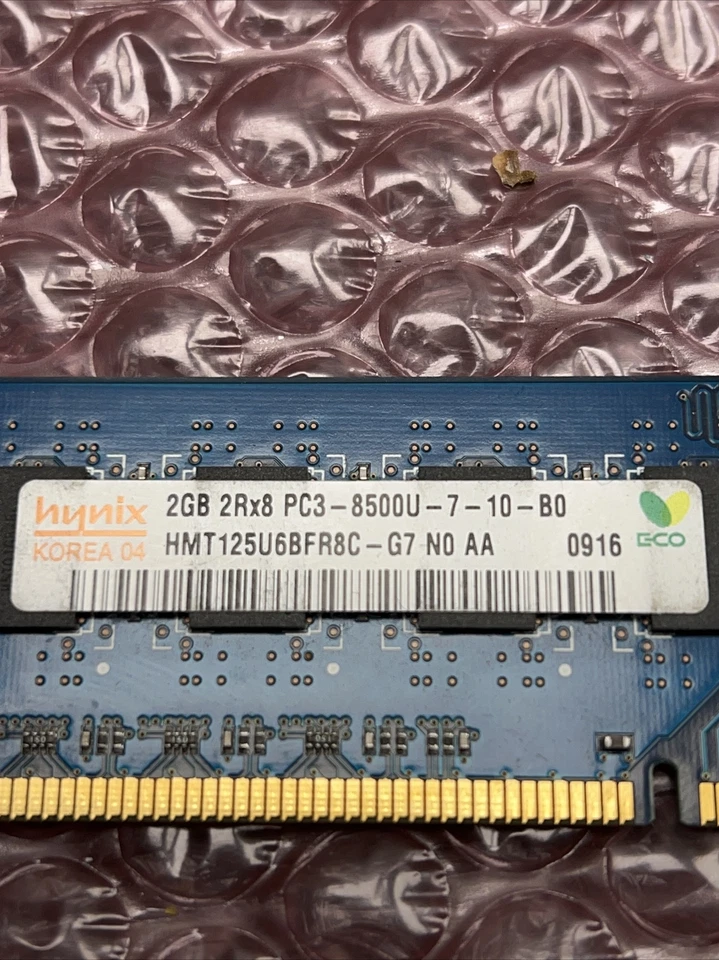 hynix 2GB 2Rx8 PC3-8500U-7-10-B0
KOREA 04 HMT125U6BFR8C-G7 N0 AA 0916 ECO